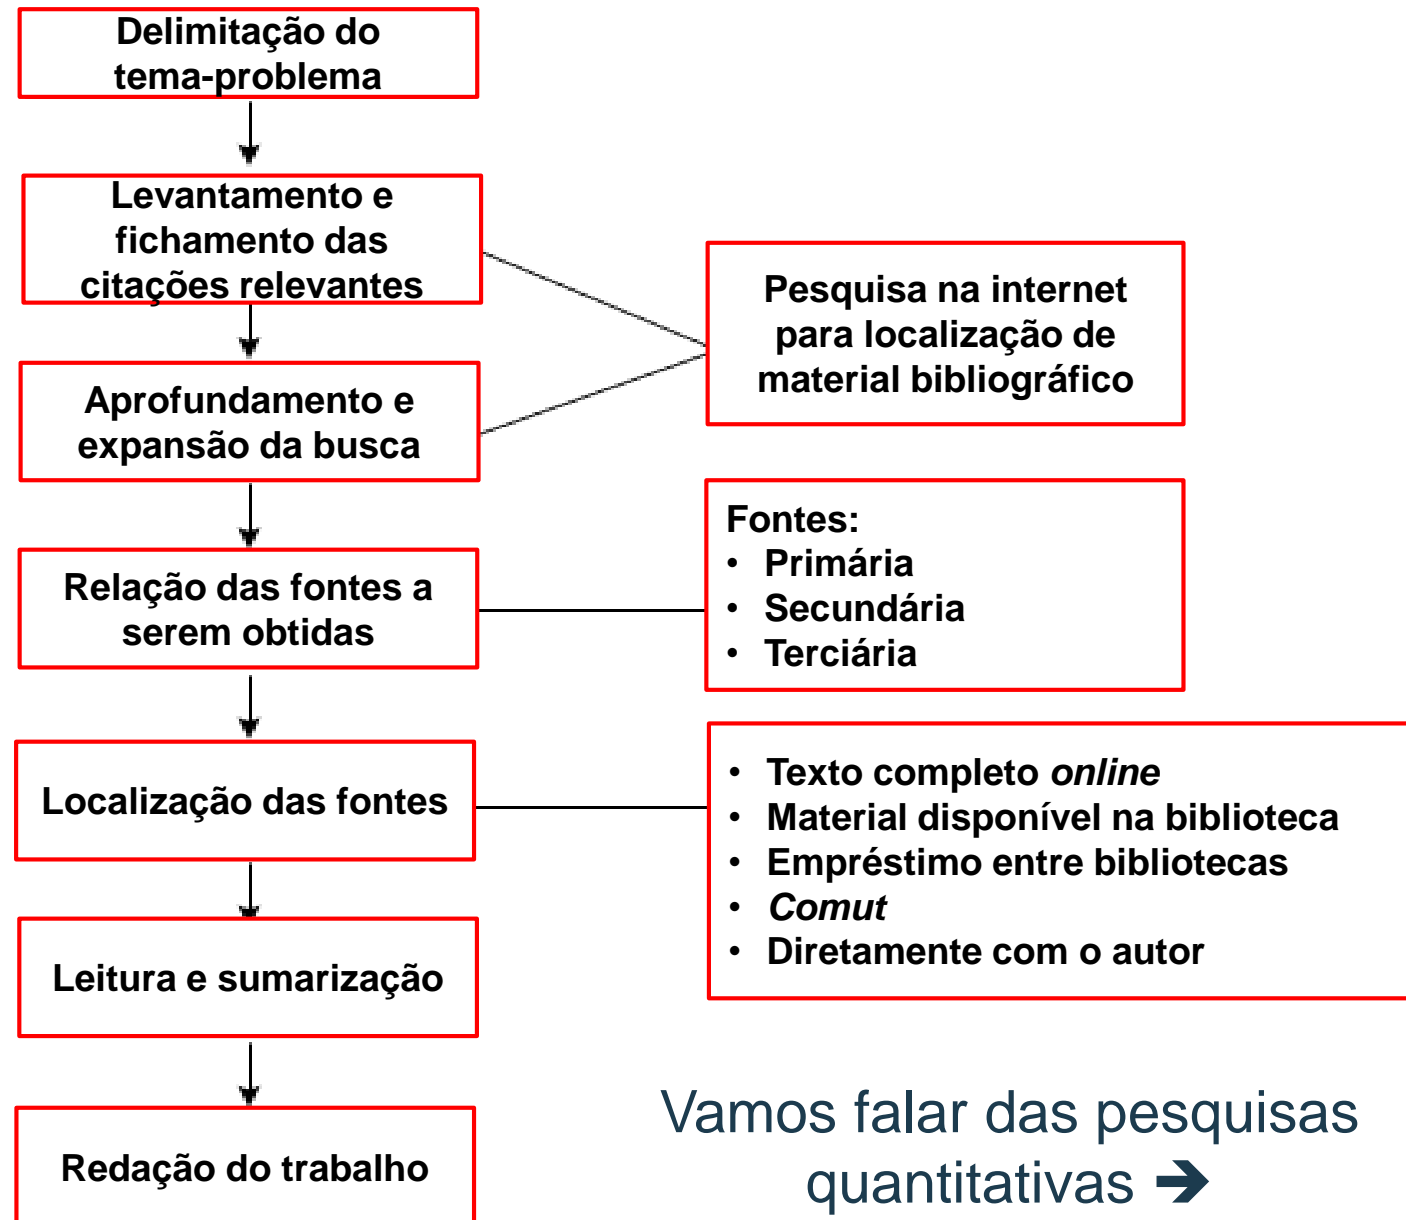 Delimitação do
tema-problema
Levantamento e
fichamento das
citações relevantes
Pesquisa na internet
para localização de
material bibliográfico
Aprofundamento e
expansão da busca
Relação das fontes a
serem obtidas
Fontes:
• Primária
• Secundária
• Terciária
Localização das fontes
• Texto completo online
• Material disponível na biblioteca
• Empréstimo entre bibliotecas
• Comut
• Diretamente com o autor
Leitura e sumarização
Redação do trabalho
Vamos falar das pesquisas
quantitativas ➔